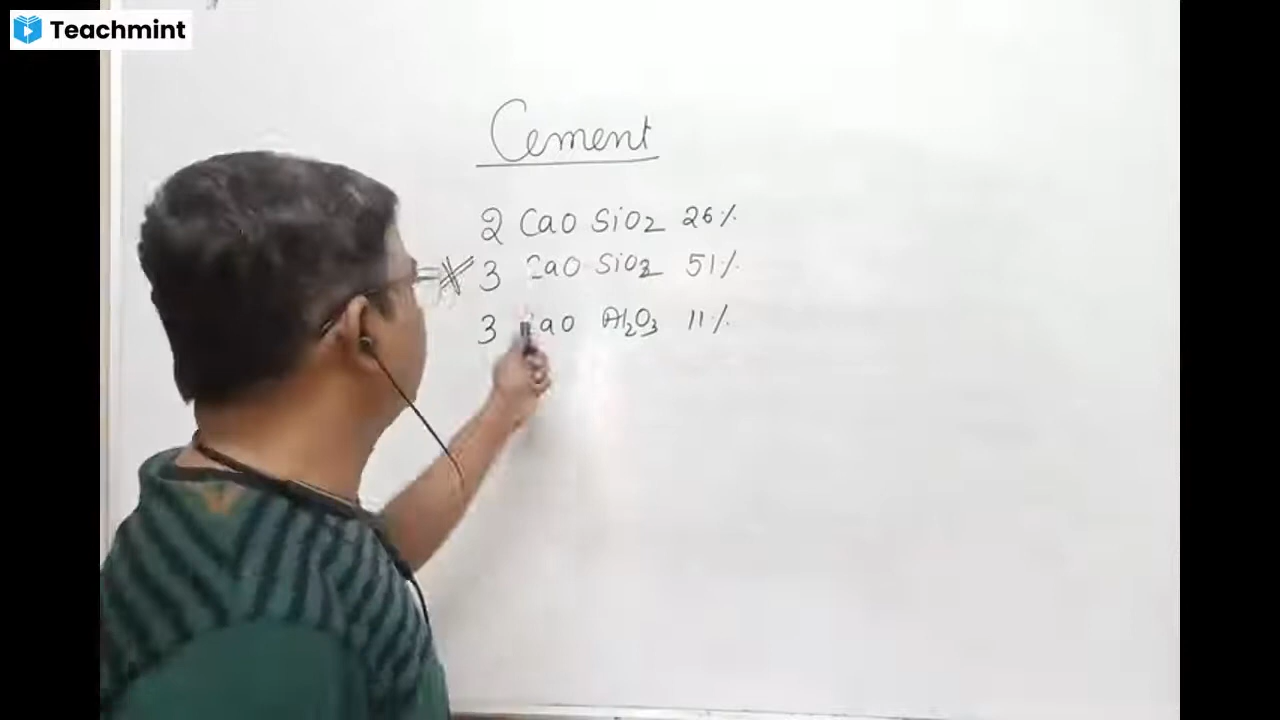 Teachmint
Cement
2 CaO SiO2 26%
3 CaO SiO2 51%
3 CaO Al2O3 11%